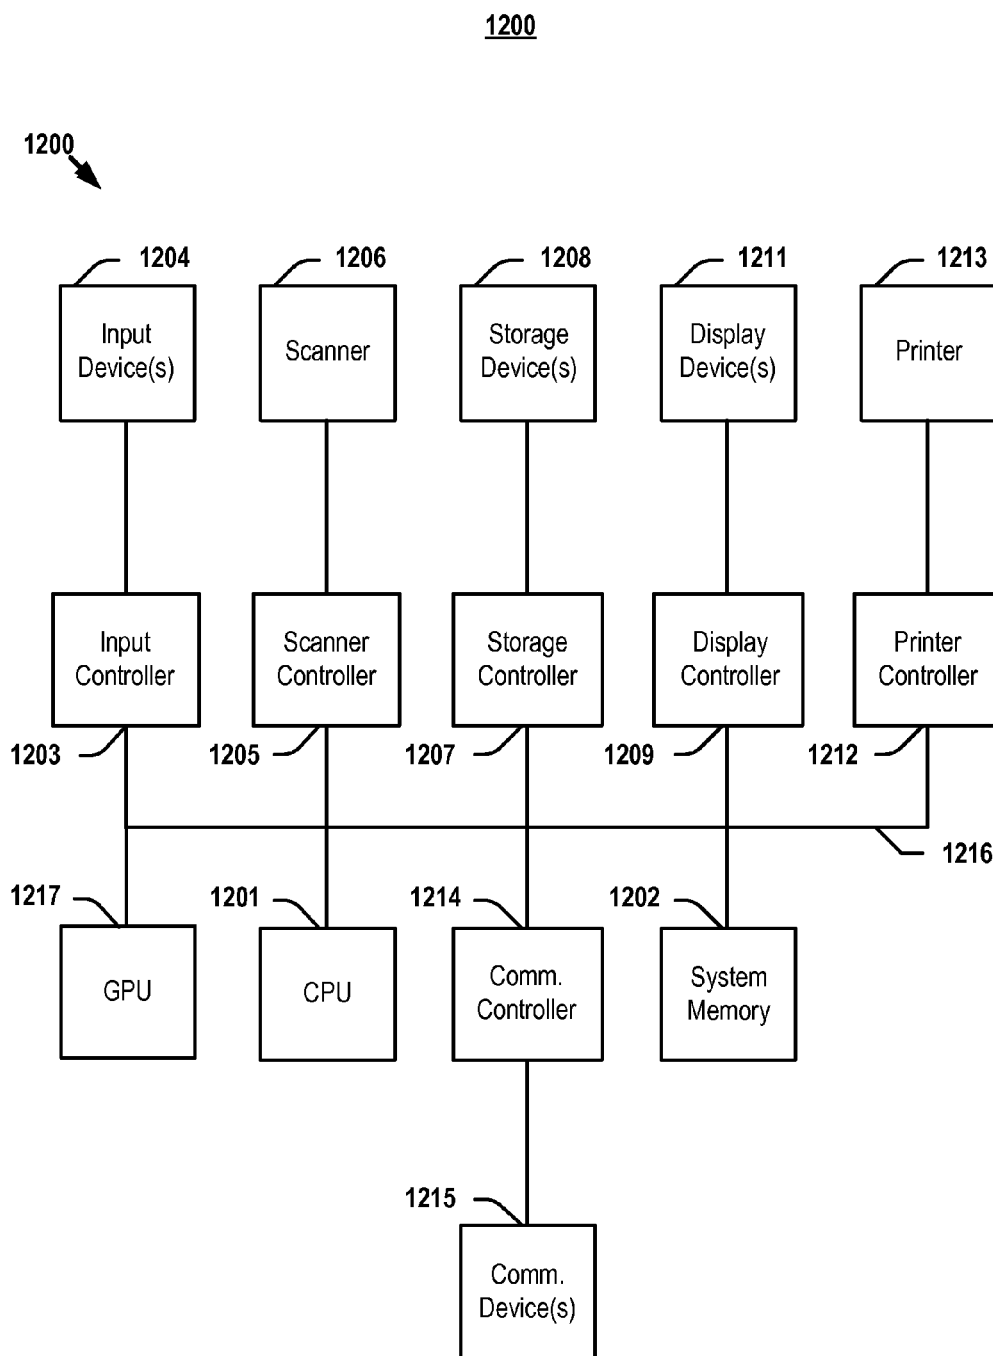 1200
1200
1204
1206
1208
1211
1213
Input
Device(s)
Scanner
Storage
Device(s)
Display
Device(s)
Printer
Input
Controller
Scanner
Controller
Storage
Controller
Display
Controller
Printer
Controller
1203
1205
1207
1209
1212
1216
1217
1201
1214
1202
GPU
CPU
Comm.
Controller
System
Memory
1215
Comm.
Device(s)